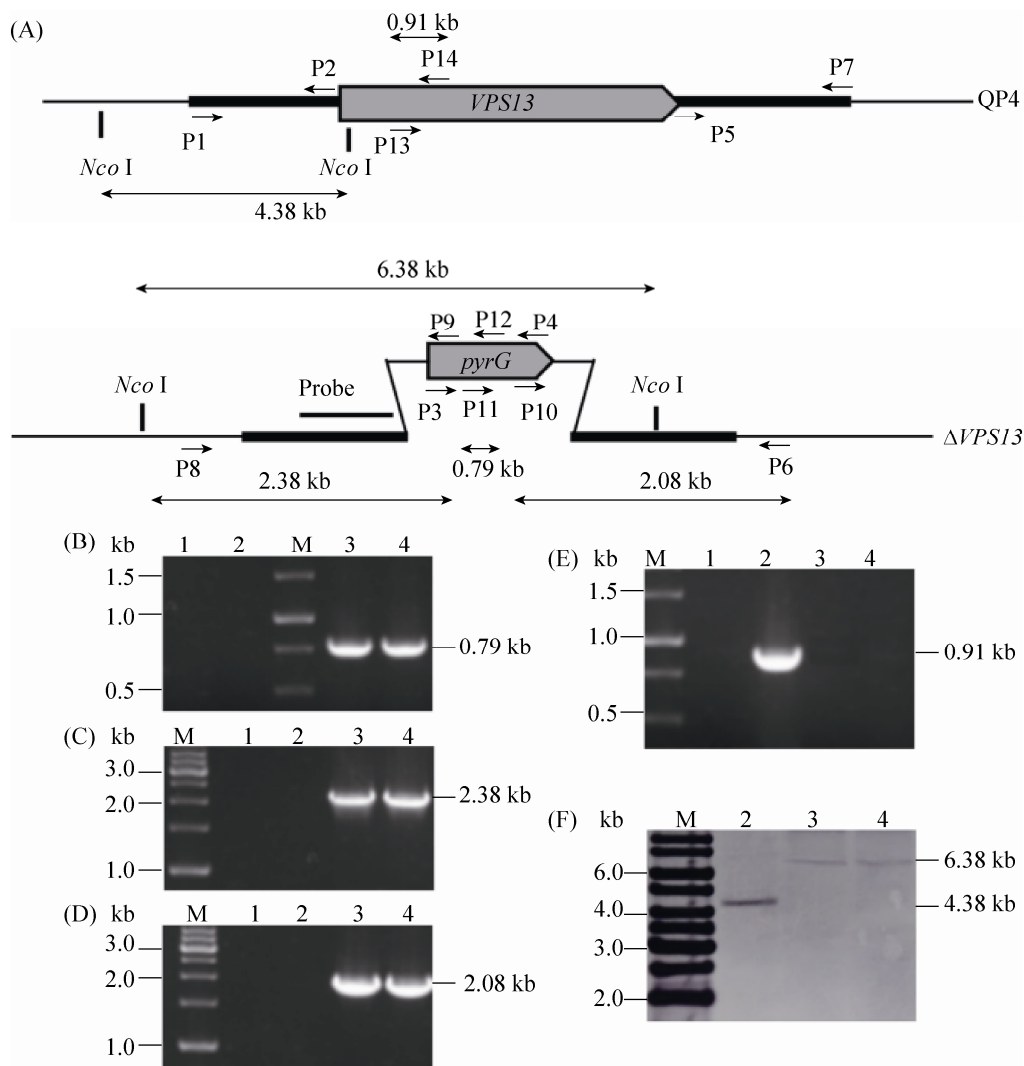 (A)
0.91 kb
P2
P14
P7
VPS13
QP4
P1
P13
P5
Nco I
Nco I
4.38 kb
6.38 kb
P9
P12
P4
pyrG
Nco I
Probe
Nco I
P3
P11
P10
P8
P6
ΔVPS13
0.79 kb
2.38 kb
2.08 kb
(B)
kb
1 2 M 3 4
1.5
1.0
0.5
0.79 kb
(C)
kb
M 1 2 3 4
3.0
2.0
1.0
2.38 kb
(D)
kb
M 1 2 3 4
3.0
2.0
1.0
2.08 kb
(E)
kb
M 1 2 3 4
1.5
1.0
0.5
0.91 kb
(F)
kb
M 2 3 4
6.0
4.0
3.0
2.0
6.38 kb
4.38 kb